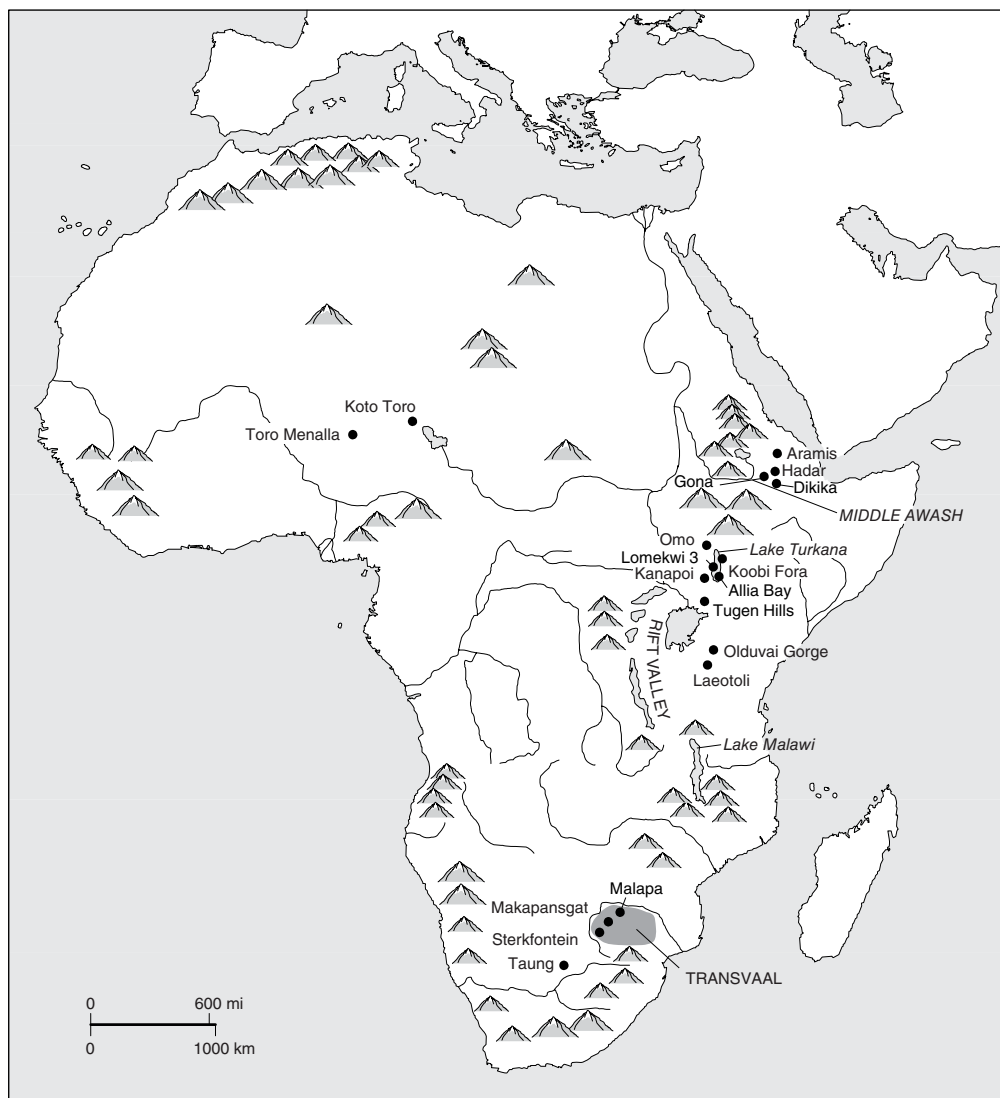 Koto Toro
Toro Menalla
Aramis
Hadar
Gona
Dikika
MIDDLE AWASH
Omo
Lake Turkana
Lomekwi 3
Kanapoi
Koobi Fora
Allia Bay
Tugen Hills
RIFT VALLEY
Olduvai Gorge
Laeotoli
Lake Malawi
Malapa
Makapansgat
Sterkfontein
Taung
TRANSVAAL
0 600 mi
0 1000 km